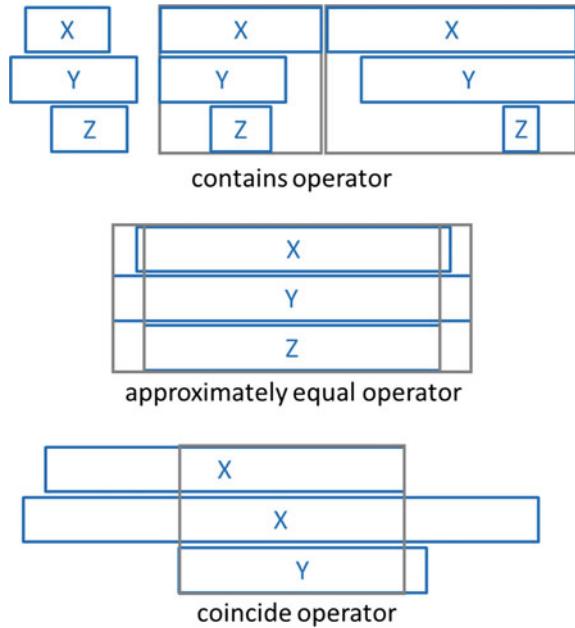 X X X
Y Y Y
Z Z Z
contains operator
X
Y
Z
approximately equal operator
X
X
Y
coincide operator